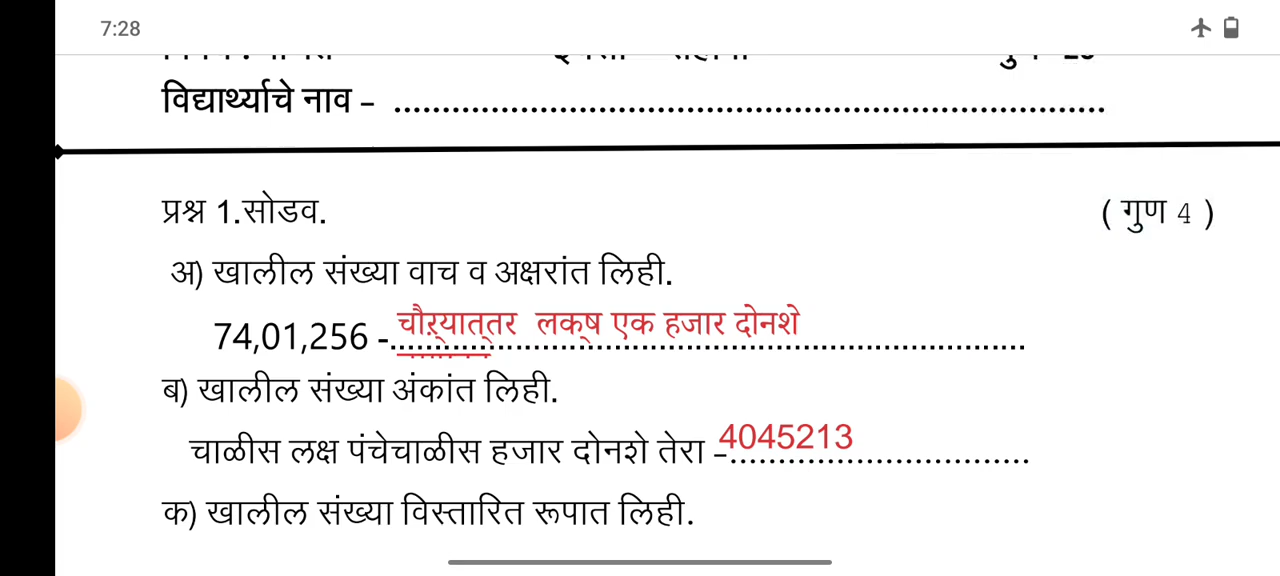 7:28
विद्यार्थ्याचे नाव – ..........................................................................
प्रश्न 1.सोडव. ( गुण 4 )
अ) खालील संख्या वाच व अक्षरांत लिही.
74,01,256 - चौऱ्यात्तर लक्ष एक हजार दोनशे
ब) खालील संख्या अंकांत लिही.
चाळीस लक्ष पंचेचाळीस हजार दोनशे तेरा – 4045213
क) खालील संख्या विस्तारित रूपात लिही.